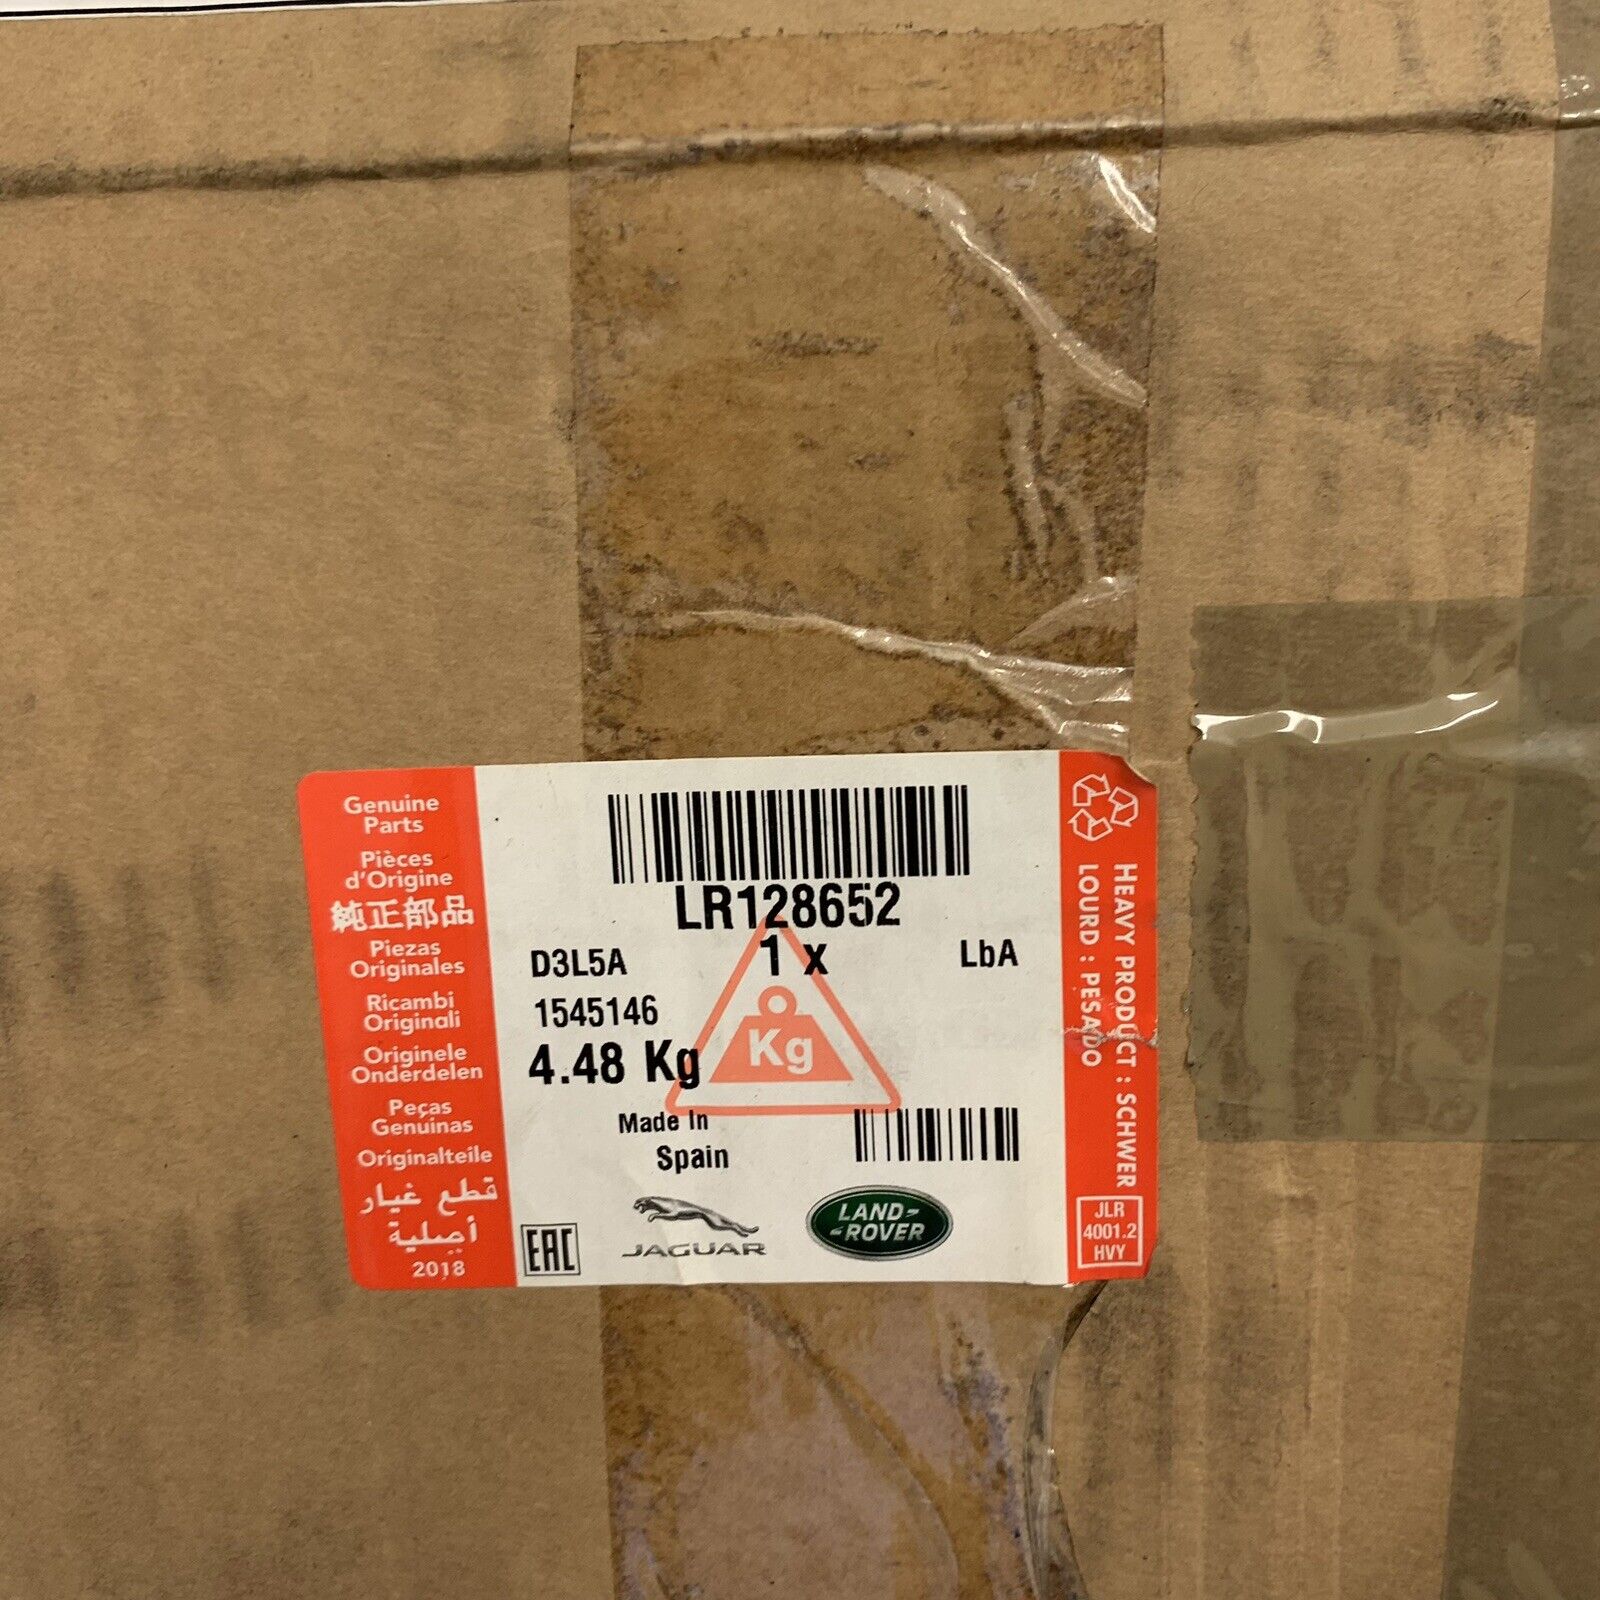 Genuine
Parts
Pièces
d'Origine
純正部品
Piezas
Originales
Ricambi
Originali
Originele
Onderdelen
Peças
Genuinas
Originalteile
قطع غيار
أصلية
2018
LR128652
D3L5A 1 x LbA
1545146
4.48 Kg
Kg
Made In
Spain
EAC
JAGUAR
LAND-
-ROVER
HEAVY PRODUCT : SCHWER
LOURD : PESADO
JLR
4001.2
HVY